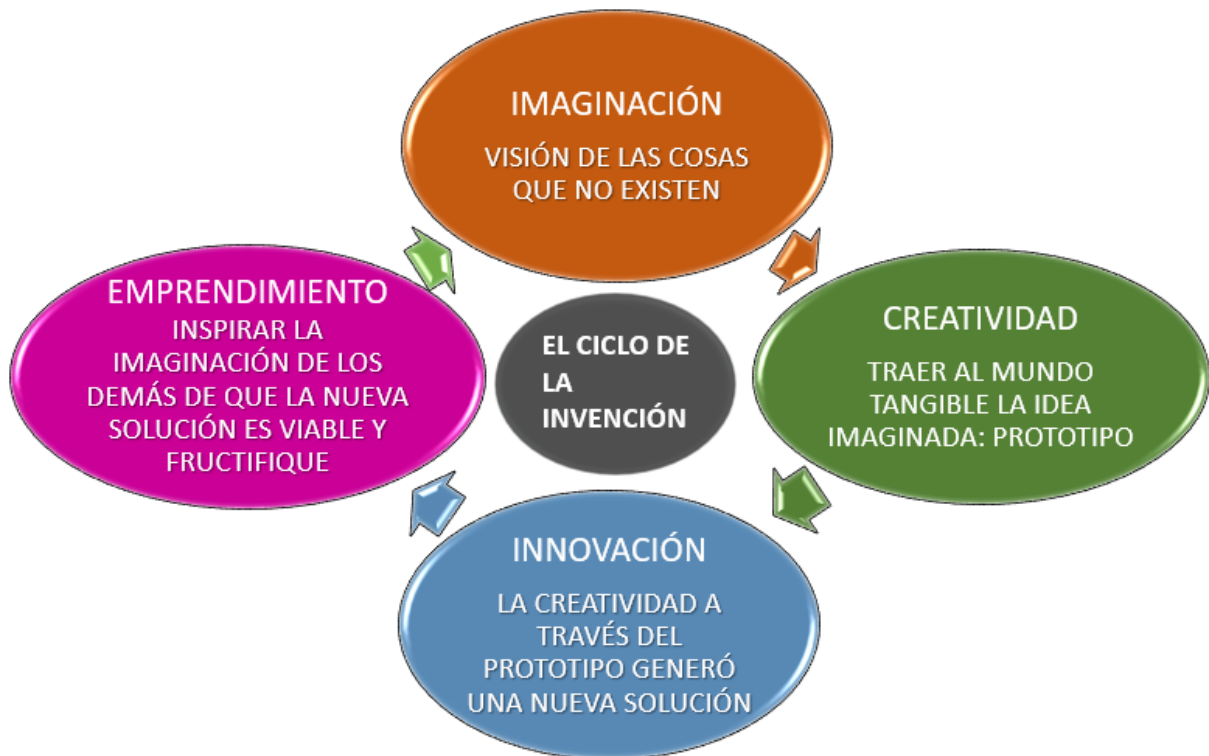 IMAGINACIÓN
VISIÓN DE LAS COSAS
QUE NO EXISTEN
CREATIVIDAD
TRAER AL MUNDO
TANGIBLE LA IDEA
IMAGINADA: PROTOTIPO
INNOVACIÓN
LA CREATIVIDAD A
TRAVÉS DEL
PROTOTIPO GENERÓ
UNA NUEVA SOLUCIÓN
EMPRENDIMIENTO
INSPIRAR LA
IMAGINACIÓN DE LOS
DEMÁS DE QUE LA NUEVA
SOLUCIÓN ES VIABLE Y
FRUCTIFIQUE
EL CICLO DE
LA
INVENCIÓN